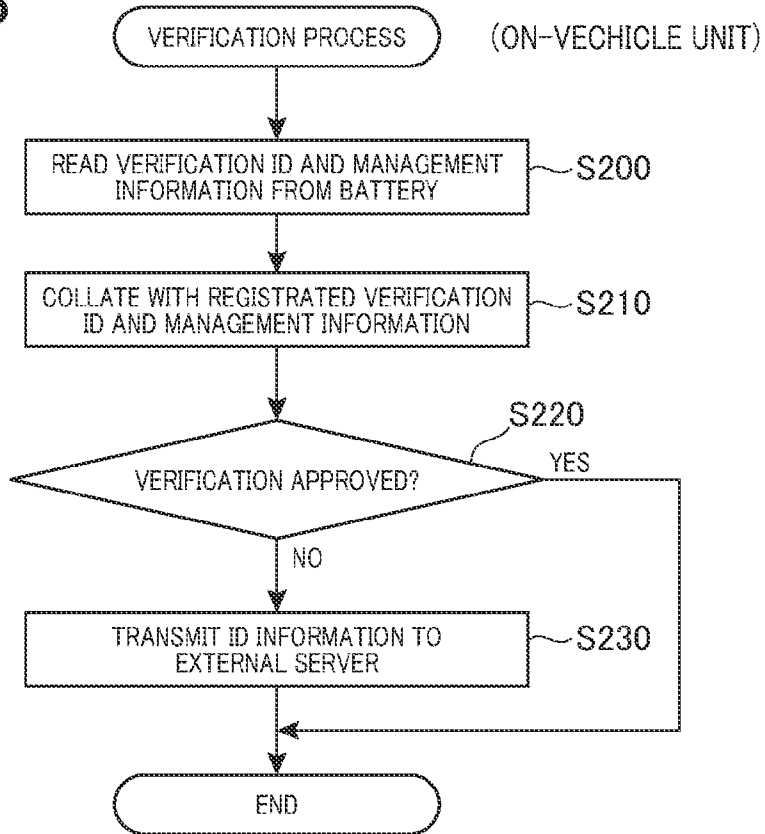 VERIFICATION PROCESS
(ON-VECHICLE UNIT)
READ VERIFICATION ID AND MANAGEMENT
INFORMATION FROM BATTERY
S200
COLLATE WITH REGISTRATED VERIFICATION
ID AND MANAGEMENT INFORMATION
S210
S220
VERIFICATION APPROVED?
YES
NO
TRANSMIT ID INFORMATION TO
EXTERNAL SERVER
S230
END